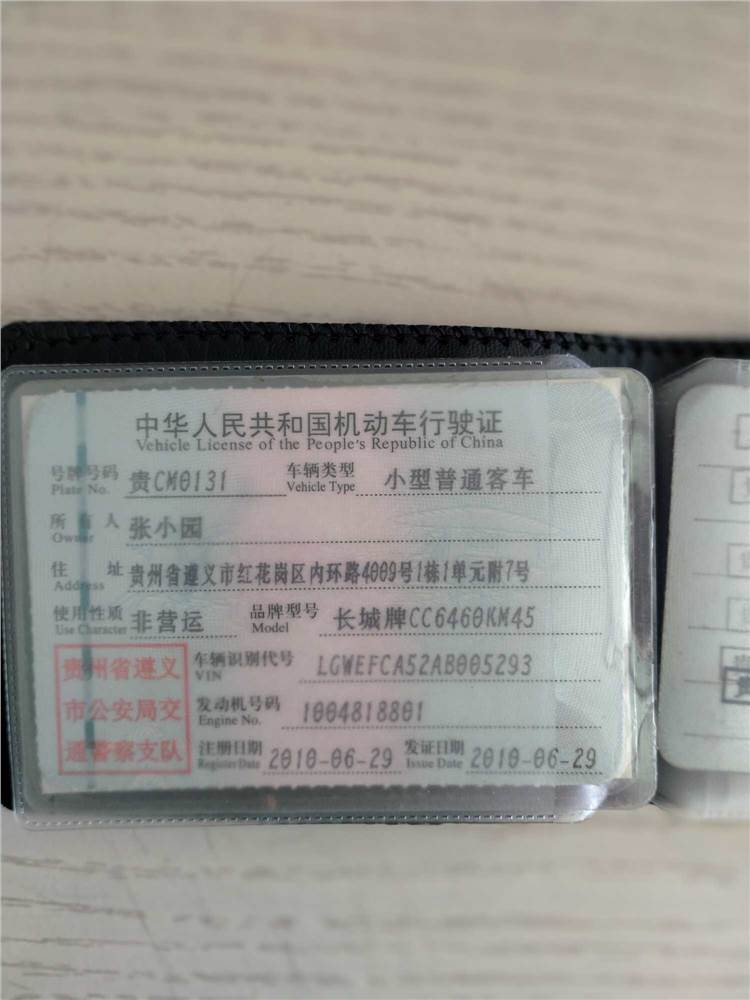 中华人民共和国机动车行驶证
Vehicle License of the People's Republic of China
号牌号码 贵CM0131 车辆类型 小型普通客车
Plate No. Vehicle Type
所有人 张小园
Owner
住址 贵州省遵义市红花岗区内环路4009号1栋1单元附7号
Address
使用性质 非营运 品牌型号 长城牌CC6460KM45
Use Character Model
贵州省遵义 车辆识别代号 LGWEFCA52AB005293
VIN
市公安局交 发动机号码 1004818801
Engine No.
通警察支队 注册日期 2010-06-29 发证日期 2010-06-29
Register Date Issue Date